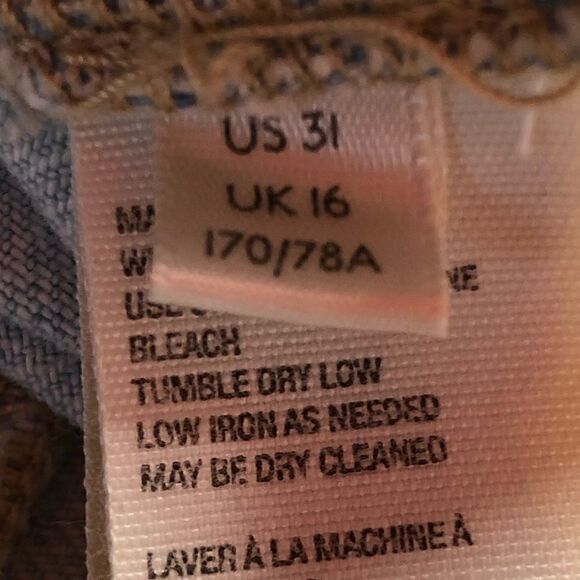 US 31
UK 16
170/78A
BLEACH
TUMBLE DRY LOW
LOW IRON AS NEEDED
MAY BE DRY CLEANED
LAVER À LA MACHINE À